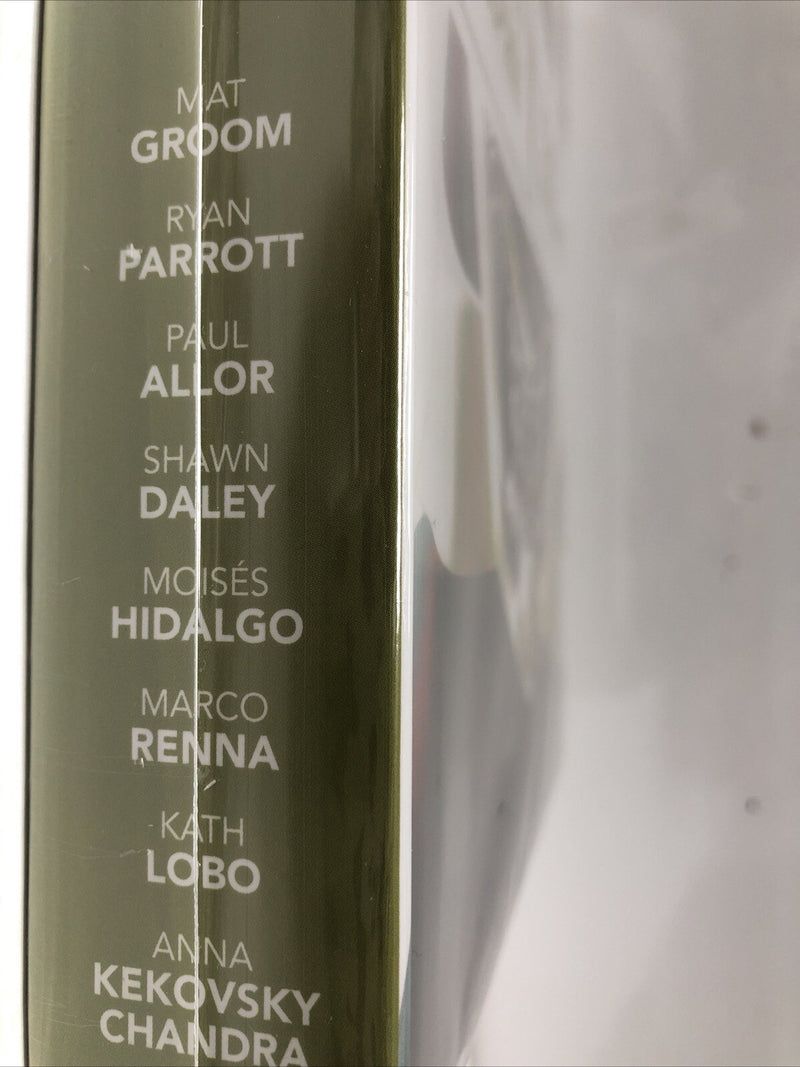 MAT
GROOM
RYAN
PARROTT
PAUL
ALLOR
SHAWN
DALEY
MOISÉS
HIDALGO
MARCO
RENNA
KATH
LOBO
ANNA
KEKOVSKY
CHANDRA